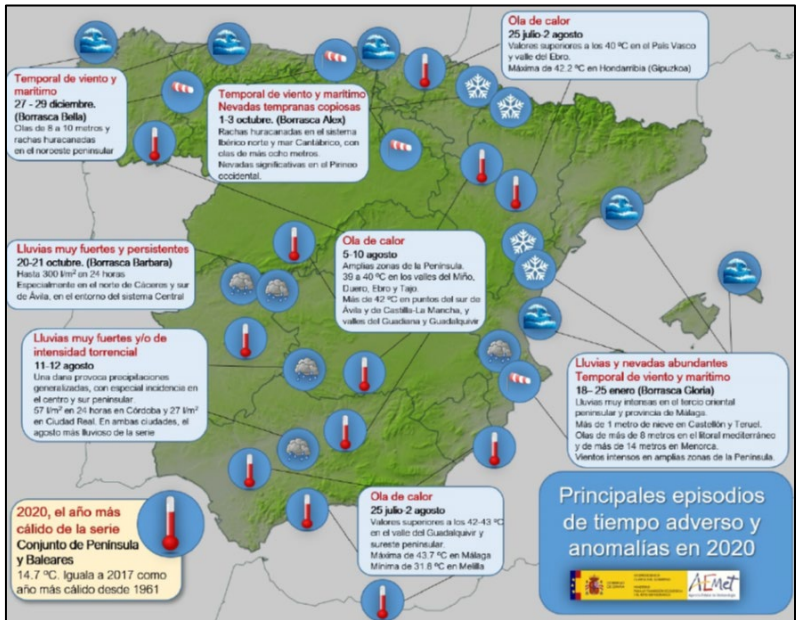 Ola de calor
25 julio-2 agosto
Valores superiores a los 40 ºC en el País Vasco
y valle del Ebro.
Máxima de 42.2 ºC en Hondarribia (Gipuzkoa)
Temporal de viento y
marítimo
27 - 29 diciembre.
(Borrasca Bella)
Olas de 8 a 10 metros y
rachas huracanadas
en el noroeste peninsular
Temporal de viento y marítimo
Nevadas tempranas copiosas
1-3 octubre. (Borrasca Alex)
Rachas huracanadas en el sistema
Ibérico norte y mar Cantábrico, con
olas de más ocho metros.
Nevadas significativas en el Pirineo
occidental.
Lluvias muy fuertes y persistentes
20-21 octubre. (Borrasca Barbara)
Hasta 300 l/m² en 24 horas
Especialmente en el norte de Cáceres y sur
de Ávila, en el entorno del sistema Central
Ola de calor
5-10 agosto
Amplias zonas de la Península.
39 a 40 ºC en los valles del Miño,
Duero, Ebro y Tajo.
Más de 42 ºC en puntos del sur de
Ávila y de Castilla-La Mancha, y
valles del Guadiana y Guadalquivir
Lluvias muy fuertes y/o de
intensidad torrencial
11-12 agosto
Una dana provoca precipitaciones
generalizadas, con especial incidencia en
el centro y sur peninsular.
57 l/m² en 24 horas en Córdoba y 27 l/m²
en Ciudad Real. En ambas ciudades, el
agosto más lluvioso de la serie
Lluvias y nevadas abundantes
Temporal de viento y marítimo
18– 25 enero (Borrasca Gloria)
Lluvias muy intensas en el tercio oriental
peninsular y provincia de Málaga.
Más de 1 metro de nieve en Castellón y Teruel.
Olas de más de 8 metros en el litoral mediterráneo
y de más de 14 metros en Menorca.
Vientos intensos en amplias zonas de la Península.
2020, el año más
cálido de la serie
Conjunto de Península
y Baleares
14.7 ºC. Iguala a 2017 como
año más cálido desde 1961
Ola de calor
25 julio-2 agosto
Valores superiores a los 42-43 ºC
en el valle del Guadalquivir y
sureste peninsular.
Máxima de 43.7 ºC en Málaga
Mínima de 31.8 ºC en Melilla
Principales episodios
de tiempo adverso y
anomalías en 2020
AEmet